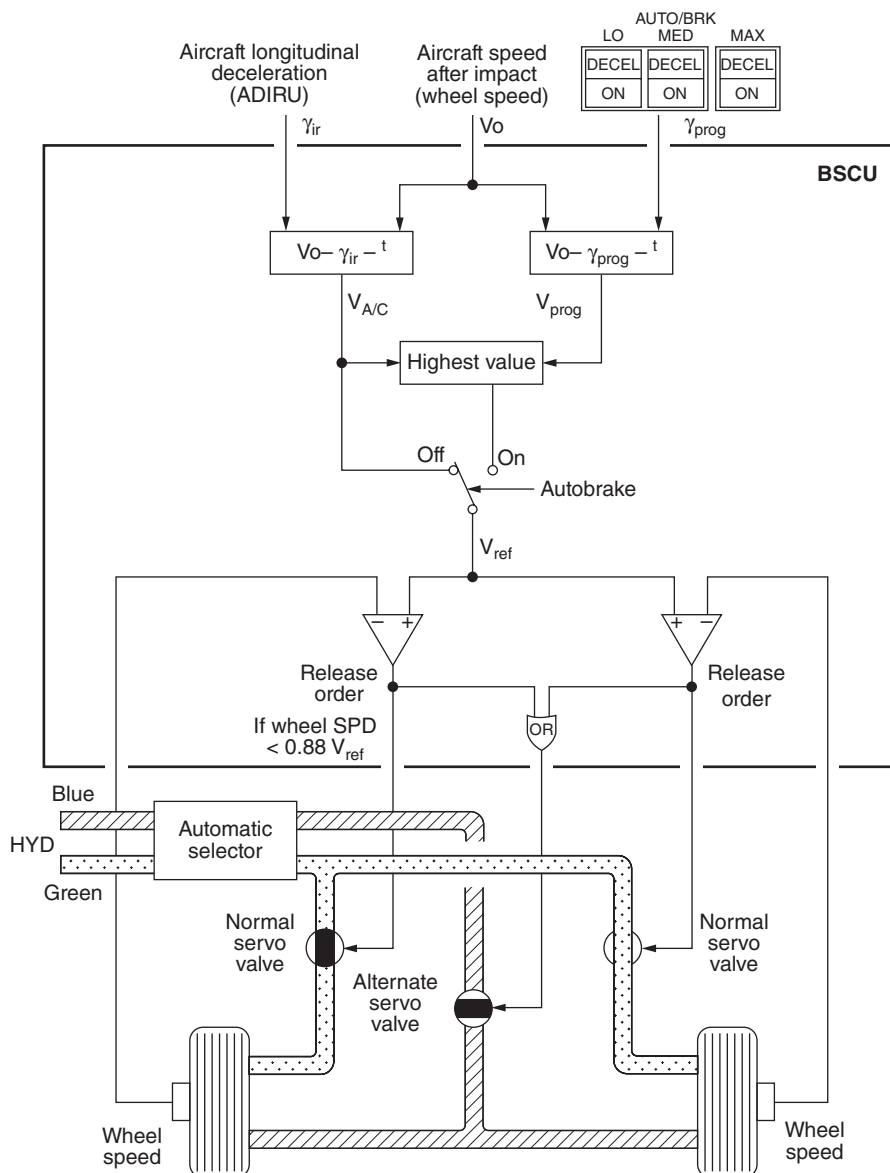 AUTO/BRK
LO MED MAX
DECEL DECEL DECEL
ON ON ON
Aircraft longitudinal
deceleration
(ADIRU)
Aircraft speed
after impact
(wheel speed)
γir
Vo
γprog
BSCU
Vo– γir – t
Vo– γprog – t
VA/C
Vprog
Highest value
Off
On
Autobrake
Vref
– +
+ –
Release
order
Release
order
If wheel SPD
< 0.88 Vref
OR
Blue
HYD
Green
Automatic
selector
Normal
servo
valve
Alternate
servo
valve
Normal
servo
valve
Wheel
speed
Wheel
speed